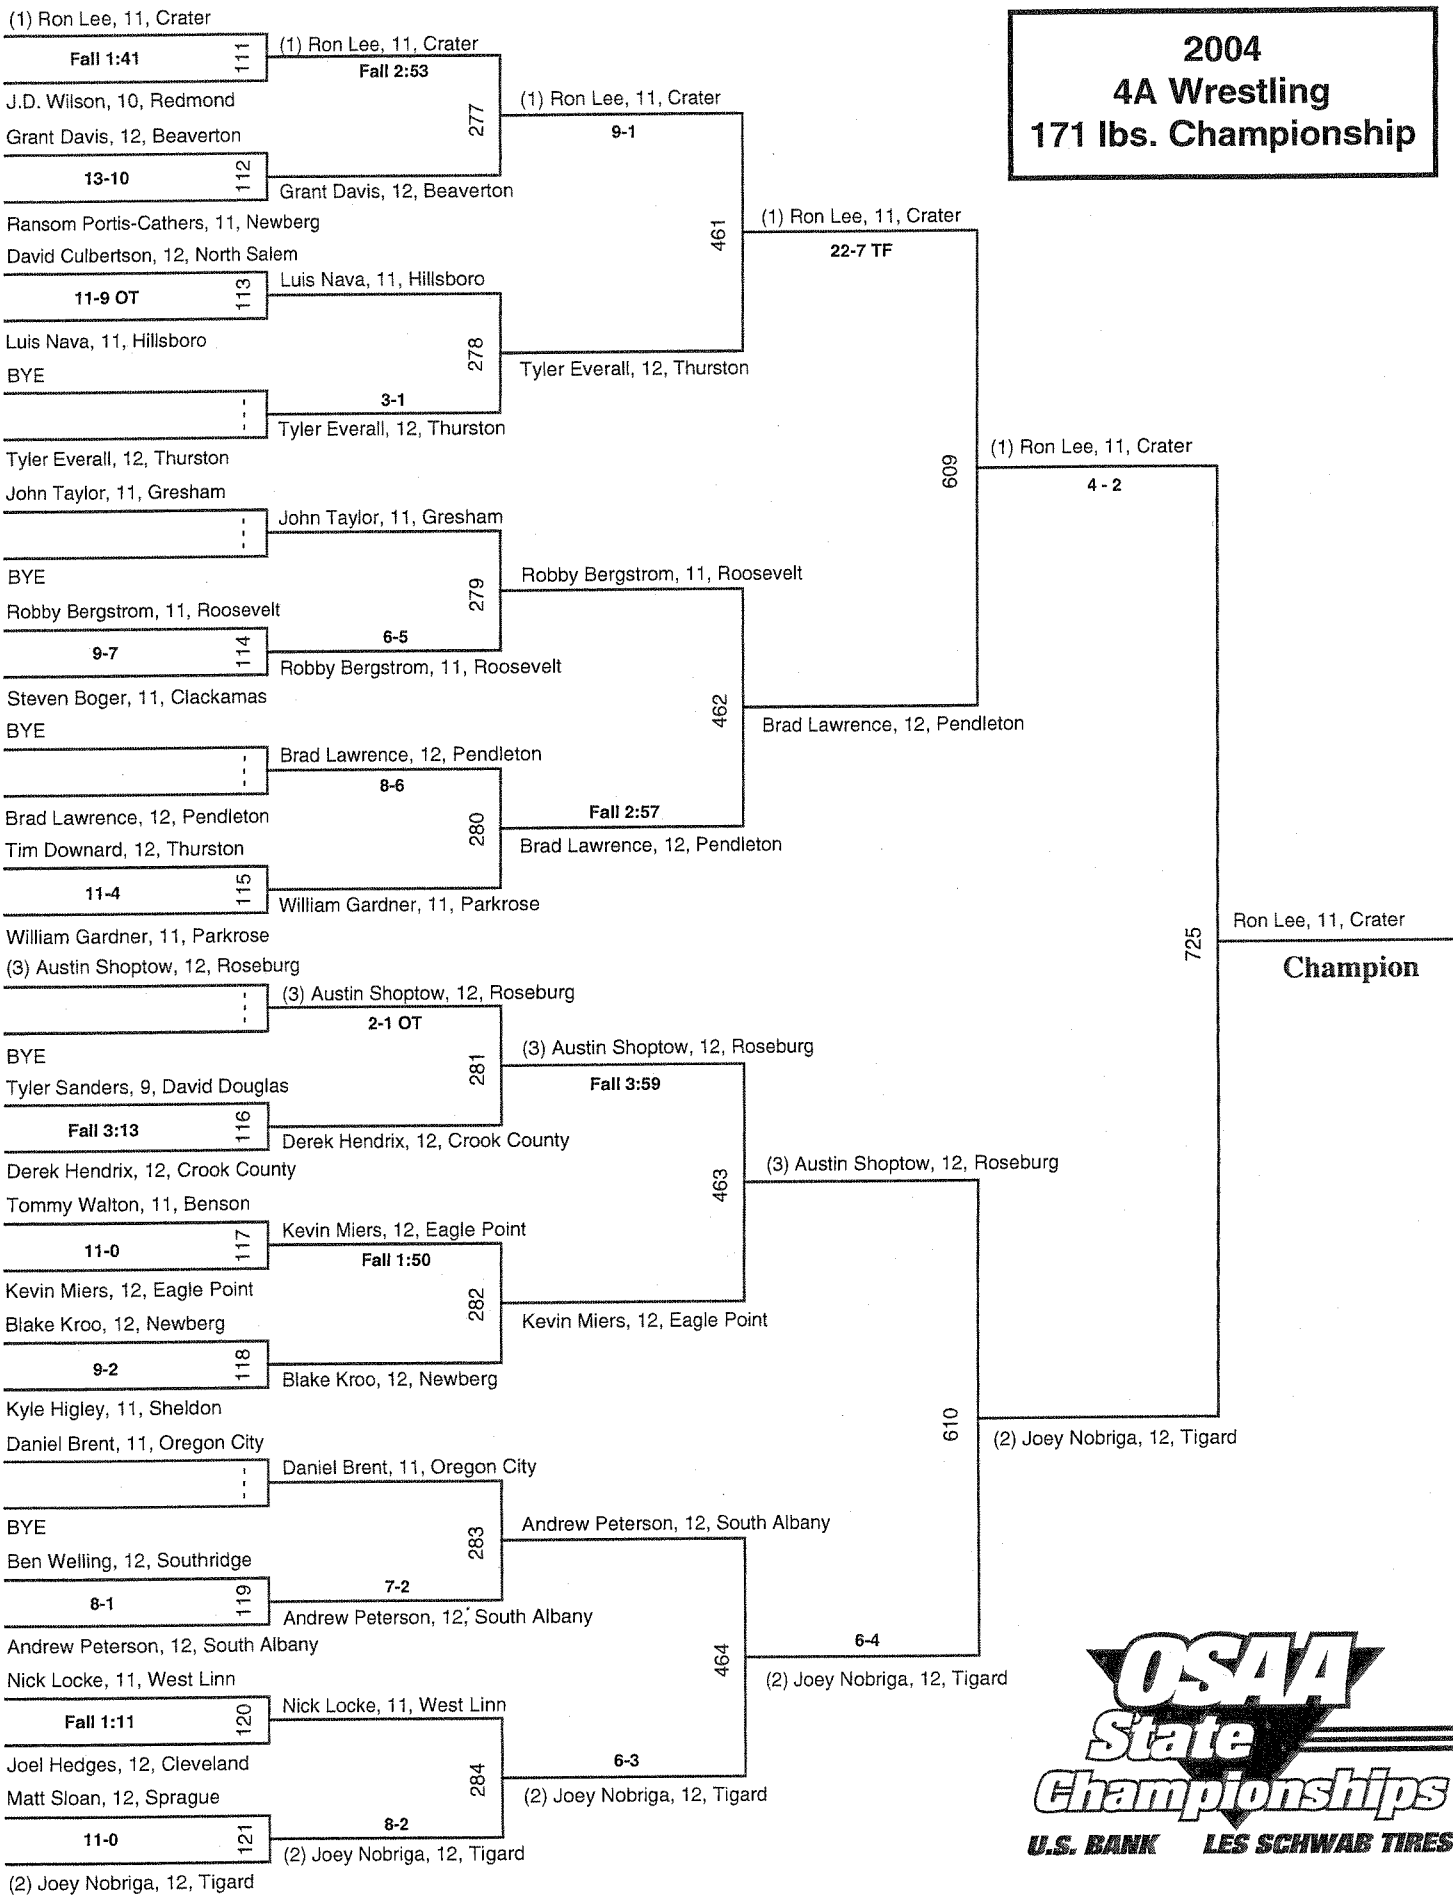 (1) Ron Lee, 11, Crater
Fall 1:41
111
J.D. Wilson, 10, Redmond
Grant Davis, 12, Beaverton
13-10
112
Ransom Portis-Cathers, 11, Newberg
David Culbertson, 12, North Salem
11-9 OT
113
Luis Nava, 11, Hillsboro
BYE
Tyler Everall, 12, Thurston
John Taylor, 11, Gresham
BYE
Robby Bergstrom, 11, Roosevelt
9-7
114
Steven Boger, 11, Clackamas
BYE
Brad Lawrence, 12, Pendleton
Tim Downard, 12, Thurston
11-4
115
William Gardner, 11, Parkrose
(3) Austin Shoptow, 12, Roseburg
BYE
Tyler Sanders, 9, David Douglas
Fall 3:13
116
Derek Hendrix, 12, Crook County
Tommy Walton, 11, Benson
11-0
117
Kevin Miers, 12, Eagle Point
Blake Kroo, 12, Newberg
9-2
118
Kyle Higley, 11, Sheldon
Daniel Brent, 11, Oregon City
BYE
Ben Welling, 12, Southridge
8-1
119
Andrew Peterson, 12, South Albany
Nick Locke, 11, West Linn
Fall 1:11
120
Joel Hedges, 12, Cleveland
Matt Sloan, 12, Sprague
11-0
121
(2) Joey Nobriga, 12, Tigard
(1) Ron Lee, 11, Crater
Fall 2:53
277
Grant Davis, 12, Beaverton
Luis Nava, 11, Hillsboro
278
3-1
Tyler Everall, 12, Thurston
John Taylor, 11, Gresham
279
6-5
Robby Bergstrom, 11, Roosevelt
Brad Lawrence, 12, Pendleton
8-6
280
William Gardner, 11, Parkrose
(3) Austin Shoptow, 12, Roseburg
2-1 OT
281
Derek Hendrix, 12, Crook County
Kevin Miers, 12, Eagle Point
Fall 1:50
282
Blake Kroo, 12, Newberg
Daniel Brent, 11, Oregon City
283
7-2
Andrew Peterson, 12, South Albany
Nick Locke, 11, West Linn
284
8-2
(2) Joey Nobriga, 12, Tigard
(1) Ron Lee, 11, Crater
9-1
461
Tyler Everall, 12, Thurston
Robby Bergstrom, 11, Roosevelt
462
Fall 2:57
Brad Lawrence, 12, Pendleton
(3) Austin Shoptow, 12, Roseburg
Fall 3:59
463
Kevin Miers, 12, Eagle Point
Andrew Peterson, 12, South Albany
464
6-3
(2) Joey Nobriga, 12, Tigard
(1) Ron Lee, 11, Crater
22-7 TF
609
Brad Lawrence, 12, Pendleton
(3) Austin Shoptow, 12, Roseburg
610
6-4
(2) Joey Nobriga, 12, Tigard
(1) Ron Lee, 11, Crater
4 - 2
725
(2) Joey Nobriga, 12, Tigard
Ron Lee, 11, Crater
Champion
2004
4A Wrestling
171 lbs. Championship
OSAA
State
Championships
U.S. BANK LES SCHWAB TIRES